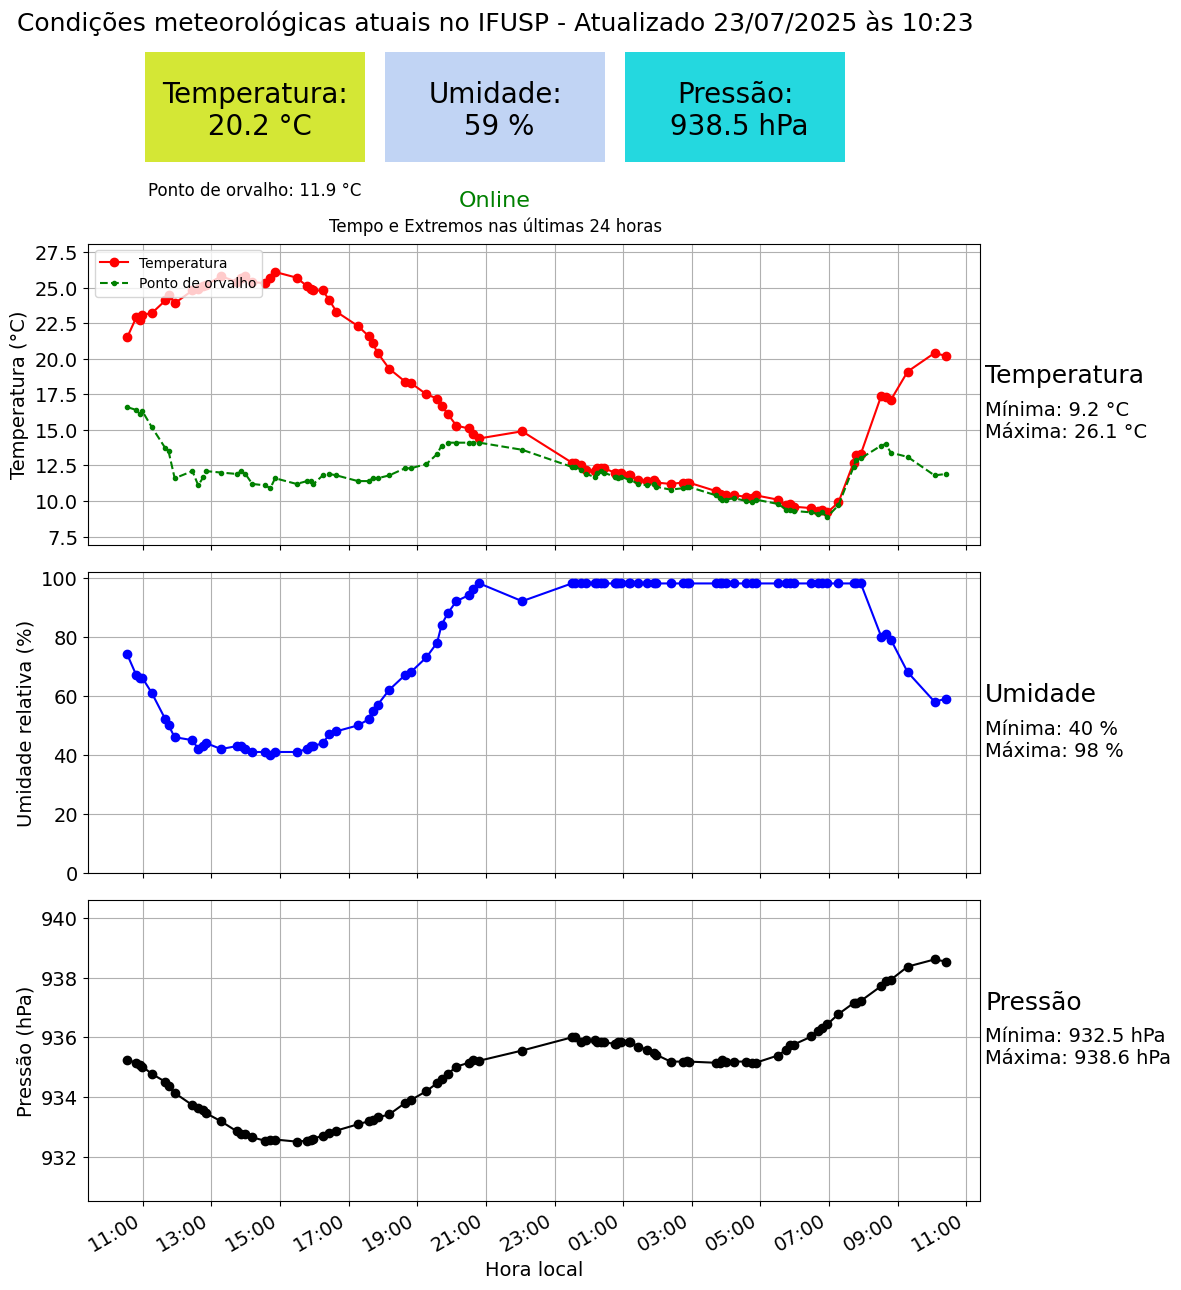 Condições meteorológicas atuais no IFUSP - Atualizado 23/07/2025 às 10:23
Temperatura:
20.2 °C
Umidade:
59 %
Pressão:
938.5 hPa
Ponto de orvalho: 11.9 °C
Online
Tempo e Extremos nas últimas 24 horas
Temperatura (°C)
27.5
25.0
22.5
20.0
17.5
15.0
12.5
10.0
7.5
Temperatura
Ponto de orvalho
Temperatura
Mínima: 9.2 °C
Máxima: 26.1 °C
Umidade relativa (%)
100
80
60
40
20
0
Umidade
Mínima: 40 %
Máxima: 98 %
Pressão (hPa)
940
938
936
934
932
Pressão
Mínima: 932.5 hPa
Máxima: 938.6 hPa
11:00 13:00 15:00 17:00 19:00 21:00 23:00 01:00 03:00 05:00 07:00 09:00 11:00
Hora local